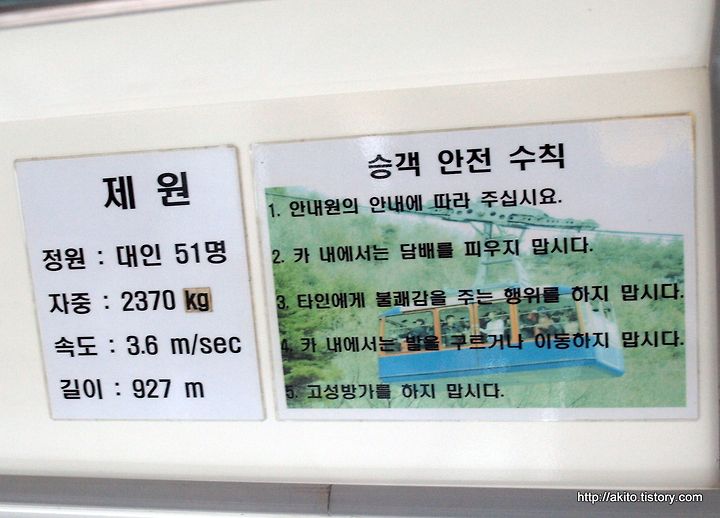 제 원
정원 : 대인 51명
자중 : 2370 kg
속도 : 3.6 m/sec
길이 : 927 m
승객 안전 수칙
1. 안내원의 안내에 따라 주십시요.
2. 카 내에서는 담배를 피우지 맙시다.
3. 타인에게 불쾌감을 주는 행위를 하지 맙시다.
4. 카 내에서는 발을 구르거나 이동하지 맙시다.
5. 고성방가를 하지 맙시다.
http://akito.tistory.com